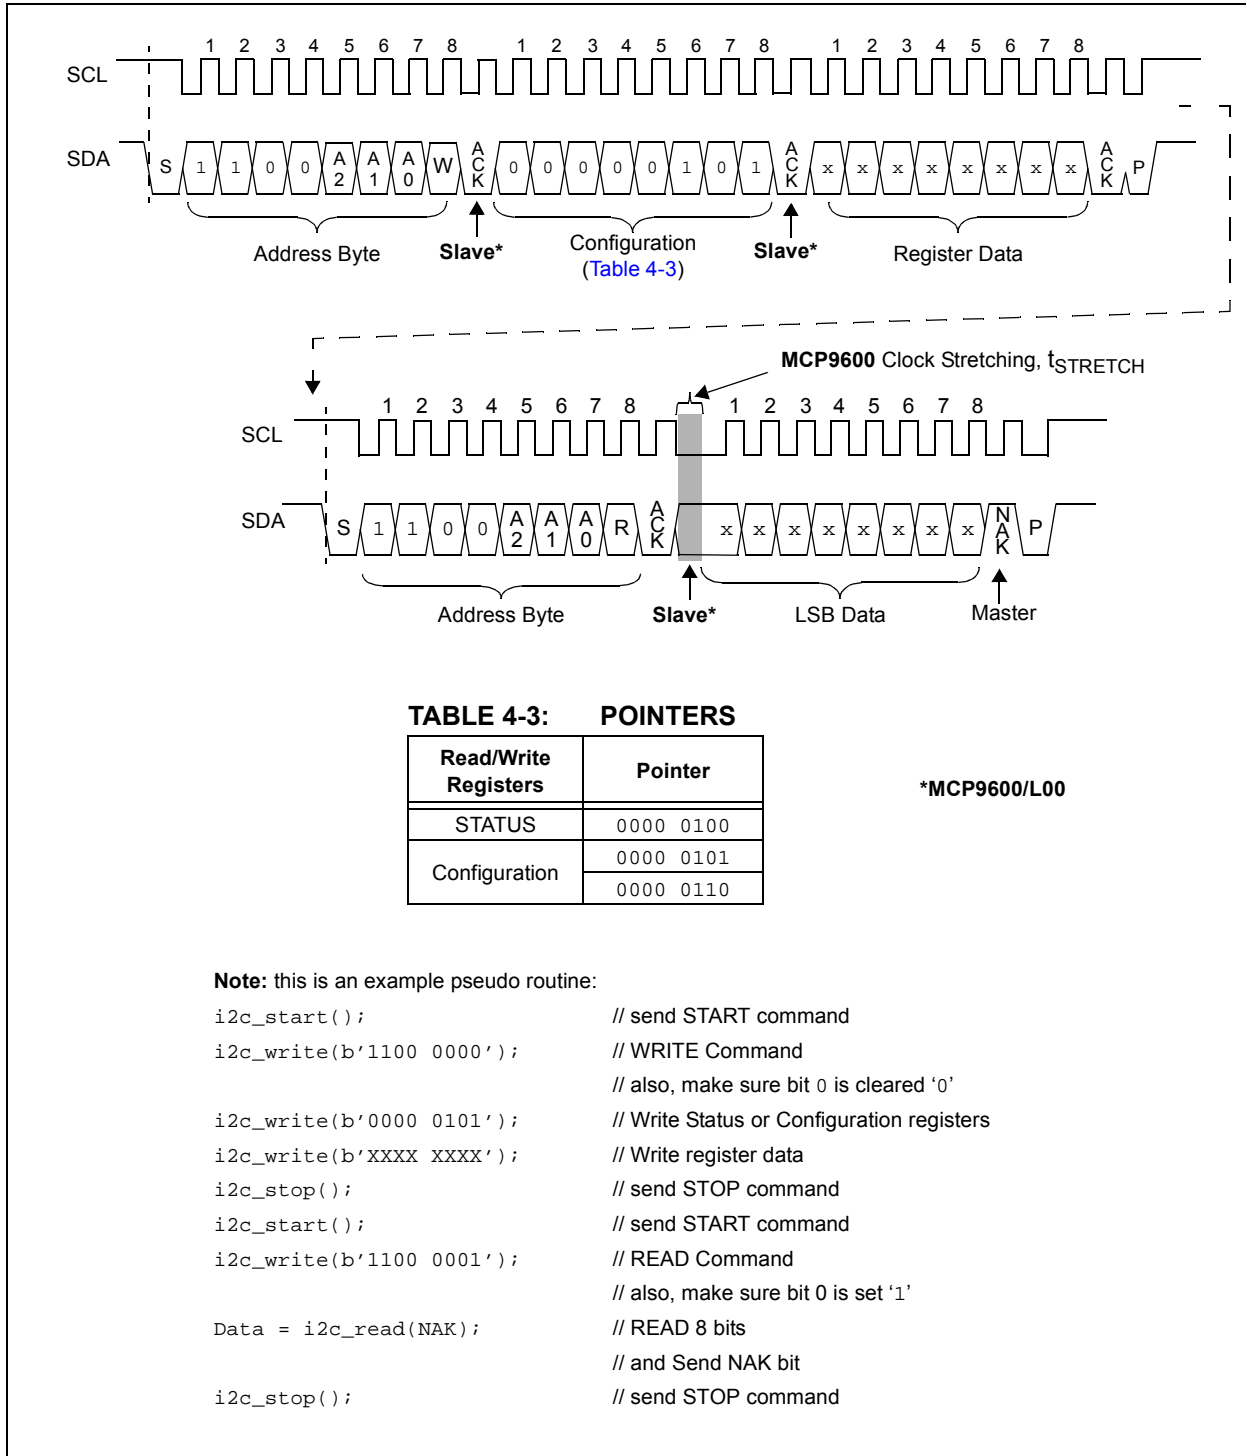 1 2 3 4 5 6 7 8 1 2 3 4 5 6 7 8 1 2 3 4 5 6 7 8
SCL
SDA S 1 1 0 0 A2 A1 A0 W ACK 0 0 0 0 0 1 0 1 ACK x x x x x x x x ACK P
Address Byte Slave* Configuration Slave* Register Data
(Table 4-3)
MCP9600 Clock Stretching, tSTRETCH
1 2 3 4 5 6 7 8 1 2 3 4 5 6 7 8
SCL
SDA S 1 1 0 0 A2 A1 A0 R ACK x x x x x x x x NAK P
Address Byte Slave* LSB Data Master
TABLE 4-3: POINTERS
Read/Write Registers Pointer
*MCP9600/L00
STATUS 0000 0100
Configuration 0000 0101
0000 0110
Note: this is an example pseudo routine:
i2c_start(); // send START command
i2c_write(b’1100 0000’); // WRITE Command
// also, make sure bit 0 is cleared ‘0’
i2c_write(b’0000 0101’); // Write Status or Configuration registers
i2c_write(b’XXXX XXXX’); // Write register data
i2c_stop(); // send STOP command
i2c_start(); // send START command
i2c_write(b’1100 0001’); // READ Command
// also, make sure bit 0 is set ‘1’
Data = i2c_read(NAK); // READ 8 bits
// and Send NAK bit
i2c_stop(); // send STOP command